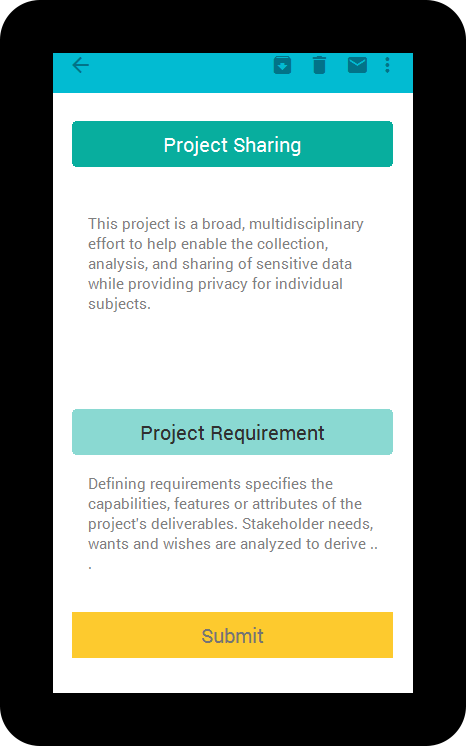 Project Sharing
This project is a broad, multidisciplinary
effort to help enable the collection,
analysis, and sharing of sensitive data
while providing privacy for individual
subjects.
Project Requirement
Defining requirements specifies the
capabilities, features or attributes of the
project's deliverables. Stakeholder needs,
wants and wishes are analyzed to derive ..
.
Submit